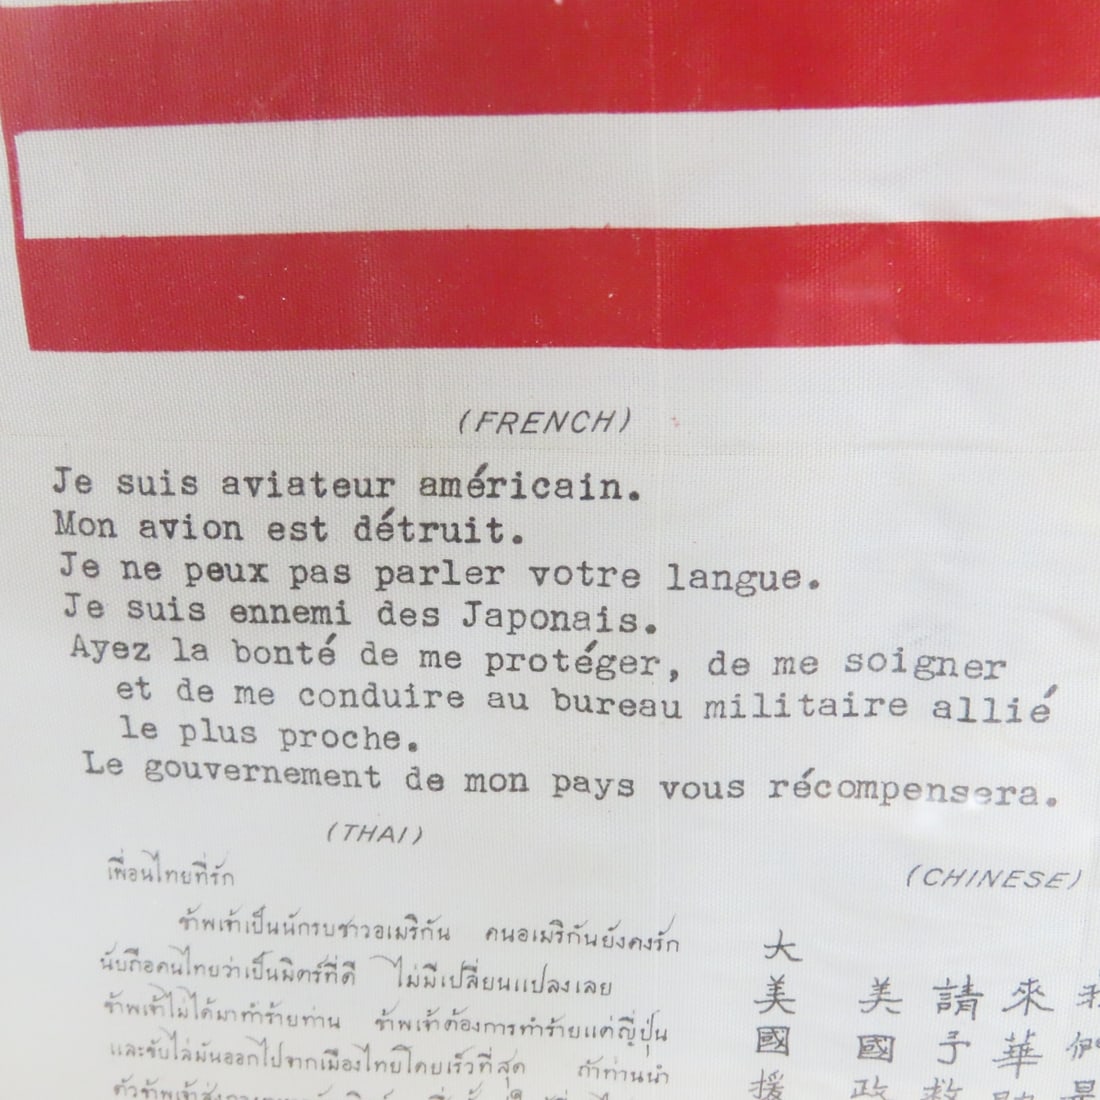 (FRENCH)
Je suis aviateur américain.
Mon avion est détruit.
Je ne peux pas parler votre langue.
Je suis ennemi des Japonais.
Ayez la bonté de me protéger, de me soigner
et de me conduire au bureau militaire allié
le plus proche.
Le gouvernement de mon pays vous récompensera.
(THAI)
เพื่อนไทยที่รัก
ข้าพเจ้าเป็นนักรบชาวอเมริกัน คนอเมริกันยังคงรัก
นับถือคนไทยว่าเป็นมิตร์ที่ดี ไม่มีเปลี่ยนแปลงเลย
ข้าพเจ้าไม่ได้มาทำร้ายท่าน ข้าพเจ้าต้องการทำร้ายแต่ญี่ปุ่น
และขับไล่มันออกไปจากเมืองไทยโดยเร็วที่สุด ถ้าท่านนำ
(CHINESE)
來華
請予救
美國政
大美國援